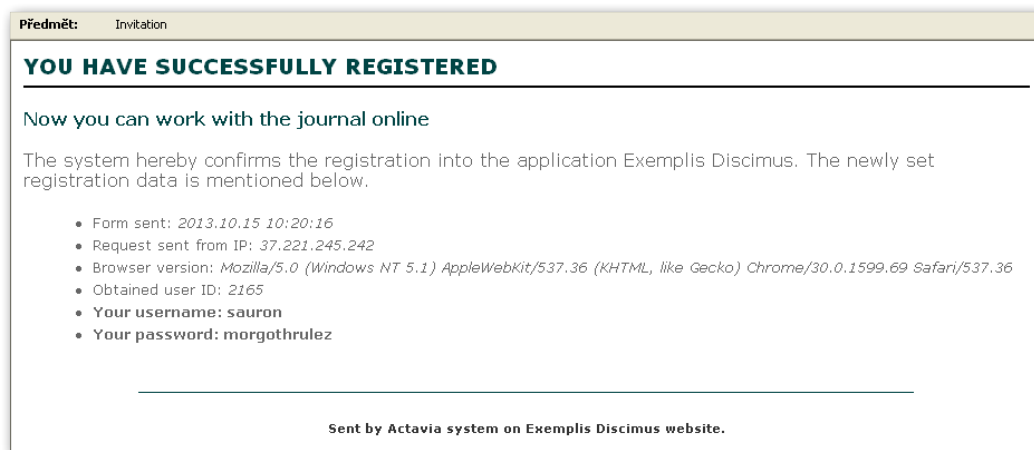 Předmět: Invitation
YOU HAVE SUCCESSFULLY REGISTERED
Now you can work with the journal online
The system hereby confirms the registration into the application Exemplis Discimus. The newly set
registration data is mentioned below.
• Form sent: 2013.10.15 10:20:16
• Request sent from IP: 37.221.245.242
• Browser version: Mozilla/5.0 (Windows NT 5.1) AppleWebKit/537.36 (KHTML, like Gecko) Chrome/30.0.1599.69 Safari/537.36
• Obtained user ID: 2165
• Your username: sauron
• Your password: morgothrulez
Sent by Actavia system on Exemplis Discimus website.